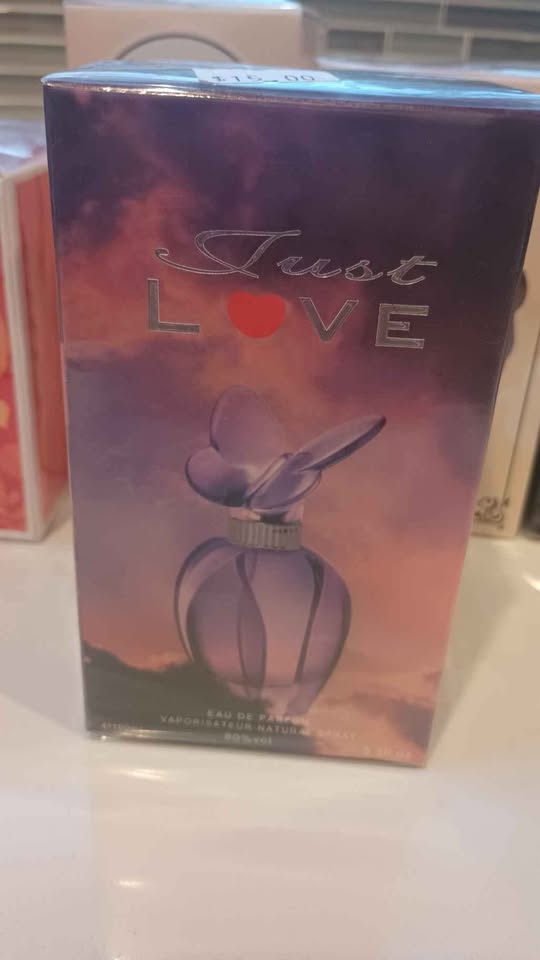 $15.00
Just
LOVE
EAU DE PARFUM
VAPORISATEUR NATURAL SPRAY
80%vol